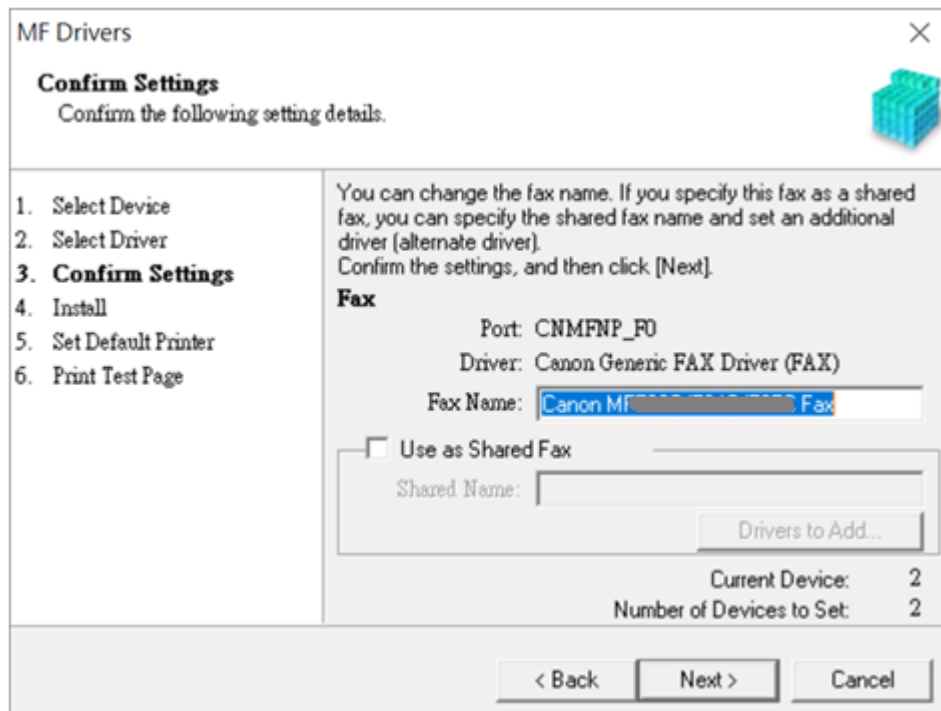 MF Drivers
Confirm Settings
Confirm the following setting details.
1. Select Device
2. Select Driver
3. Confirm Settings
4. Install
5. Set Default Printer
6. Print Test Page
You can change the fax name. If you specify this fax as a shared
fax, you can specify the shared fax name and set an additional
driver (alternate driver).
Confirm the settings, and then click [Next].
Fax
Port: CNMFNP_F0
Driver: Canon Generic FAX Driver (FAX)
Fax Name: Canon Fax
Use as Shared Fax
Shared Name:
Drivers to Add...
Current Device: 2
Number of Devices to Set: 2
< Back
Next >
Cancel